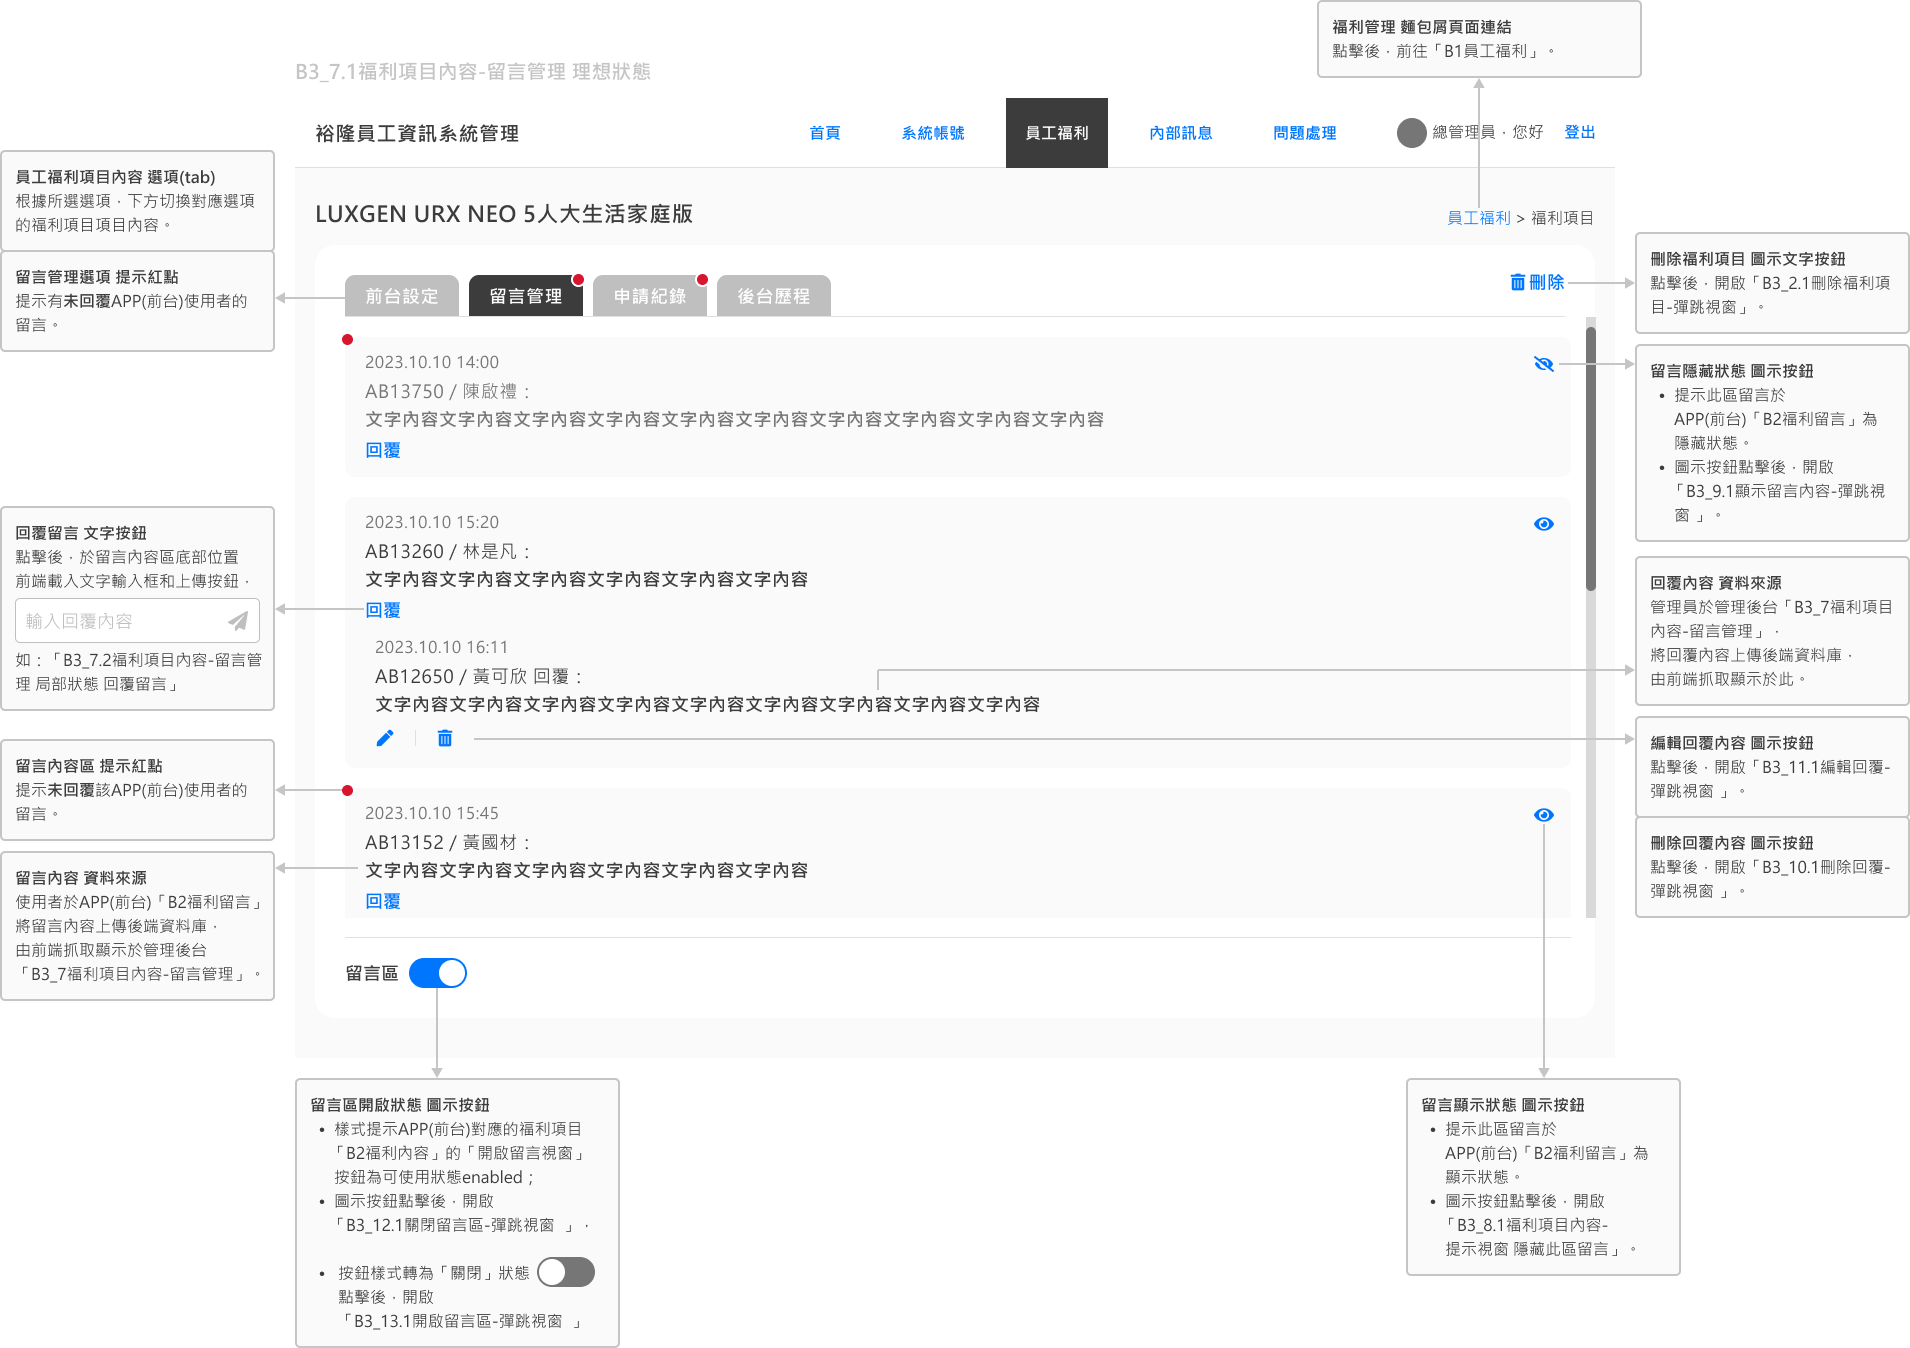 福利管理 麵包屑頁面連結
點擊後，前往「B1員工福利」。
B3_7.1福利項目內容-留言管理 理想狀態
裕隆員工資訊系統管理
首頁
系統帳號
員工福利
內部訊息
問題處理
總管理員，您好
登出
員工福利項目內容 選項(tab)
根據所選選項，下方切換對應選項
的福利項目項目內容。
LUXGEN URX NEO 5人大生活家庭版
員工福利 > 福利項目
留言管理選項 提示紅點
提示有未回覆APP(前台)使用者的
留言。
前台設定
留言管理
申請紀錄
後台歷程
刪除
刪除福利項目 圖示文字按鈕
點擊後，開啟「B3_2.1刪除福利項
目-彈跳視窗」。
2023.10.10 14:00
AB13750 / 陳啟禮：
文字內容文字內容文字內容文字內容文字內容文字內容文字內容文字內容文字內容文字內容
回覆
留言隱藏狀態 圖示按鈕
• 提示此區留言於
APP(前台)「B2福利留言」為
隱藏狀態。
• 圖示按鈕點擊後，開啟
「B3_9.1顯示留言內容-彈跳視
窗 」。
回覆留言 文字按鈕
點擊後，於留言內容區底部位置
前端載入文字輸入框和上傳按鈕，
輸入回覆內容
如：「B3_7.2福利項目內容-留言管
理 局部狀態 回覆留言」
2023.10.10 15:20
AB13260 / 林是凡：
文字內容文字內容文字內容文字內容文字內容文字內容
回覆
2023.10.10 16:11
AB12650 / 黃可欣 回覆：
文字內容文字內容文字內容文字內容文字內容文字內容文字內容文字內容文字內容
回覆內容 資料來源
管理員於管理後台「B3_7福利項目
內容-留言管理」，
將回覆內容上傳後端資料庫，
由前端抓取顯示於此。
編輯回覆內容 圖示按鈕
點擊後，開啟「B3_11.1編輯回覆-
彈跳視窗 」。
刪除回覆內容 圖示按鈕
點擊後，開啟「B3_10.1刪除回覆-
彈跳視窗 」。
留言內容區 提示紅點
提示未回覆該APP(前台)使用者的
留言。
2023.10.10 15:45
AB13152 / 黃國材：
文字內容文字內容文字內容文字內容文字內容文字內容
回覆
留言內容 資料來源
使用者於APP(前台)「B2福利留言」
將留言內容上傳後端資料庫，
由前端抓取顯示於管理後台
「B3_7福利項目內容-留言管理」。
留言區
留言區開啟狀態 圖示按鈕
• 樣式提示APP(前台)對應的福利項目
「B2福利內容」的「開啟留言視窗」
按鈕為可使用狀態enabled；
• 圖示按鈕點擊後，開啟
「B3_12.1關閉留言區-彈跳視窗 」，
• 按鈕樣式轉為「關閉」狀態
點擊後，開啟
「B3_13.1開啟留言區-彈跳視窗 」
留言顯示狀態 圖示按鈕
• 提示此區留言於
APP(前台)「B2福利留言」為
顯示狀態。
• 圖示按鈕點擊後，開啟
「B3_8.1福利項目內容-
提示視窗 隱藏此區留言」。